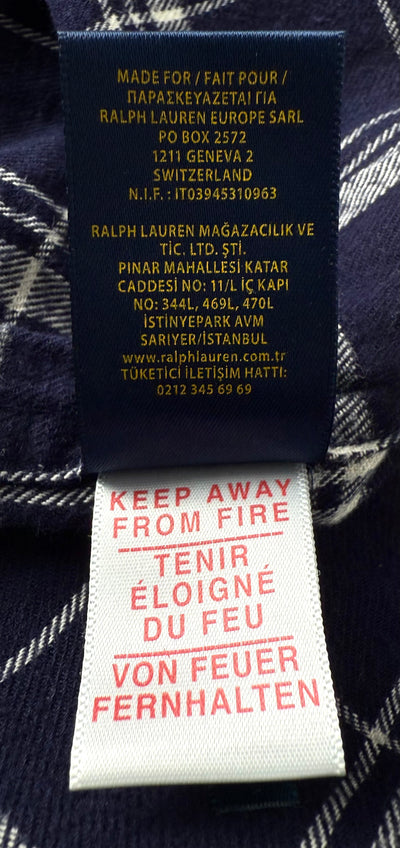 MADE FOR / FAIT POUR /
ΠΑΡΑΣΚΕΥΑΖΕΤΑΙ ΓΙΑ
RALPH LAUREN EUROPE SARL
PO BOX 2572
1211 GENEVA 2
SWITZERLAND
N.I.F. : IT03945310963
RALPH LAUREN MAĞAZACILIK VE
TİC. LTD. ŞTİ.
PINAR MAHALLESİ KATAR
CADDESİ NO: 11/L İÇ KAPI
NO: 344L, 469L, 470L
İSTİNYEPARK AVM
SARIYER/İSTANBUL
www.ralphlauren.com.tr
TÜKETİCİ İLETİŞİM HATTI:
0212 345 69 69
KEEP AWAY
FROM FIRE
TENIR
ÉLOIGNÉ
DU FEU
VON FEUER
FERNHALTEN